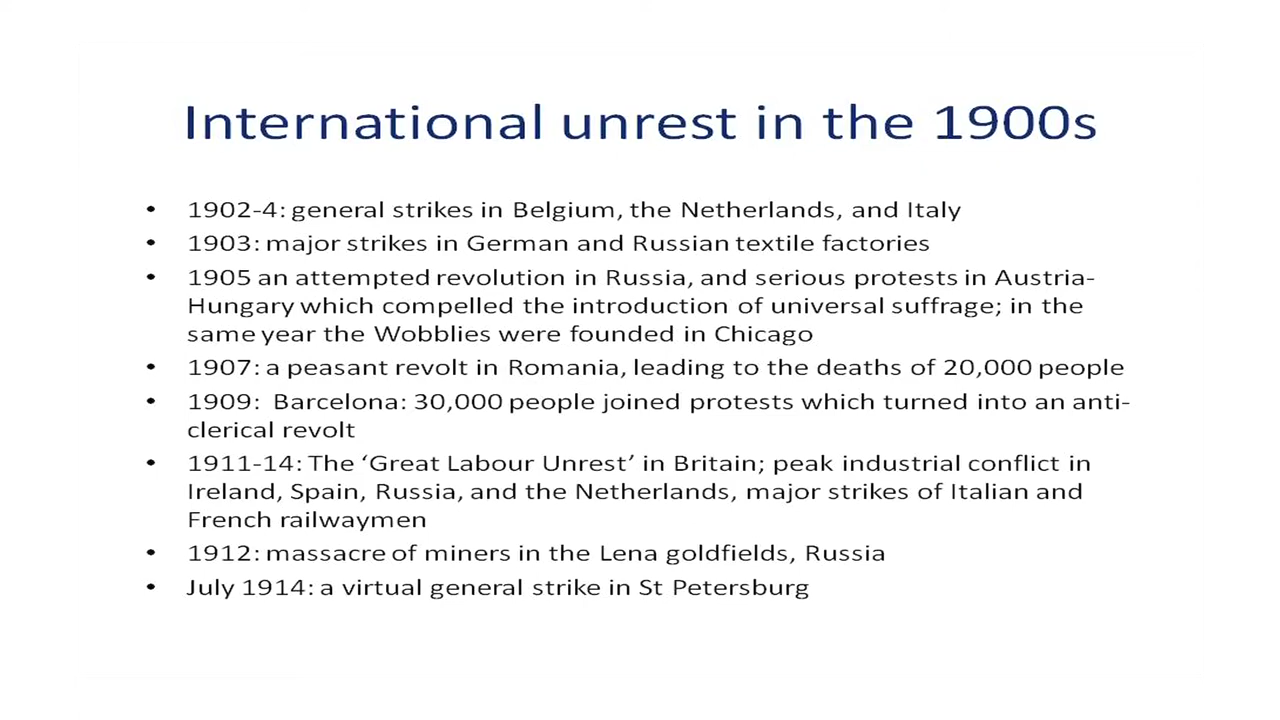 International unrest in the 1900s
• 1902-4: general strikes in Belgium, the Netherlands, and Italy
• 1903: major strikes in German and Russian textile factories
• 1905 an attempted revolution in Russia, and serious protests in Austria-
Hungary which compelled the introduction of universal suffrage; in the
same year the Wobblies were founded in Chicago
• 1907: a peasant revolt in Romania, leading to the deaths of 20,000 people
• 1909: Barcelona: 30,000 people joined protests which turned into an anti-
clerical revolt
• 1911-14: The ‘Great Labour Unrest’ in Britain; peak industrial conflict in
Ireland, Spain, Russia, and the Netherlands, major strikes of Italian and
French railwaymen
• 1912: massacre of miners in the Lena goldfields, Russia
• July 1914: a virtual general strike in St Petersburg